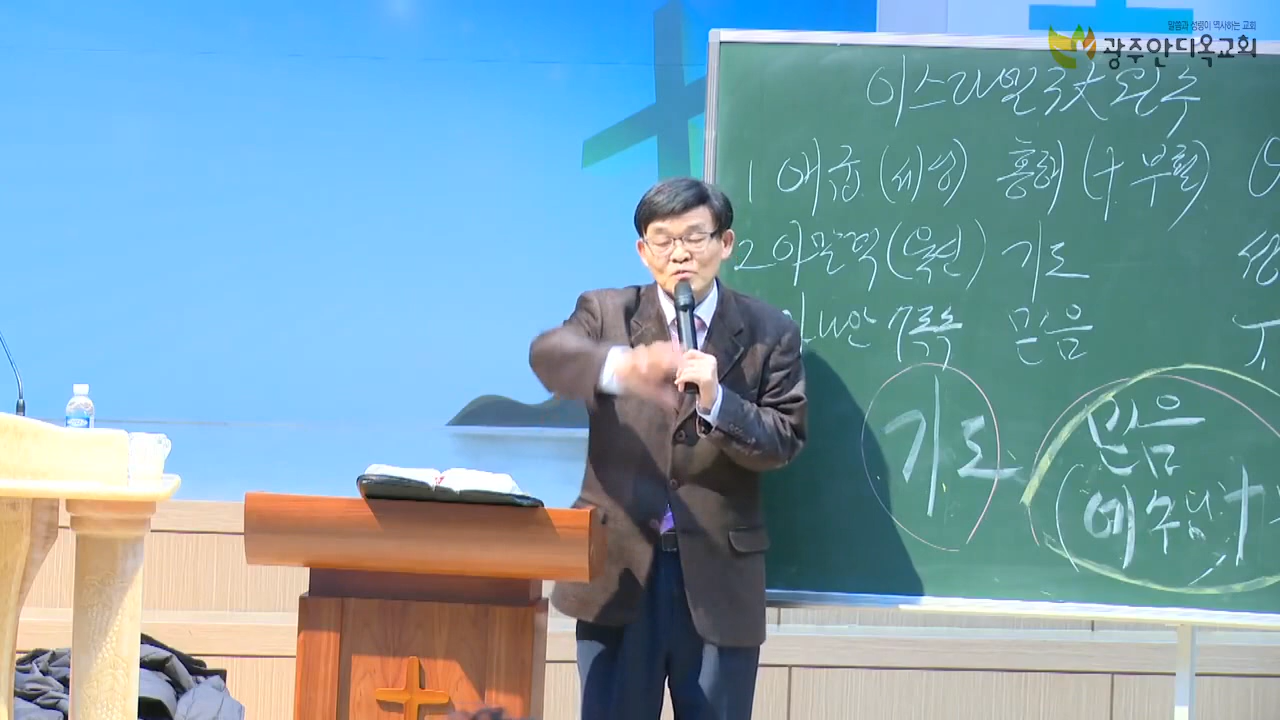 말씀과 성령이 역사하는 교회
광주안디옥교회
이스라엘 3大 원수
1 애굽 (세상) 홍해 (十 부활)
2 아말렉 (육신) 기도
가나안 7족속 믿음
기도 믿음
(예수님 十